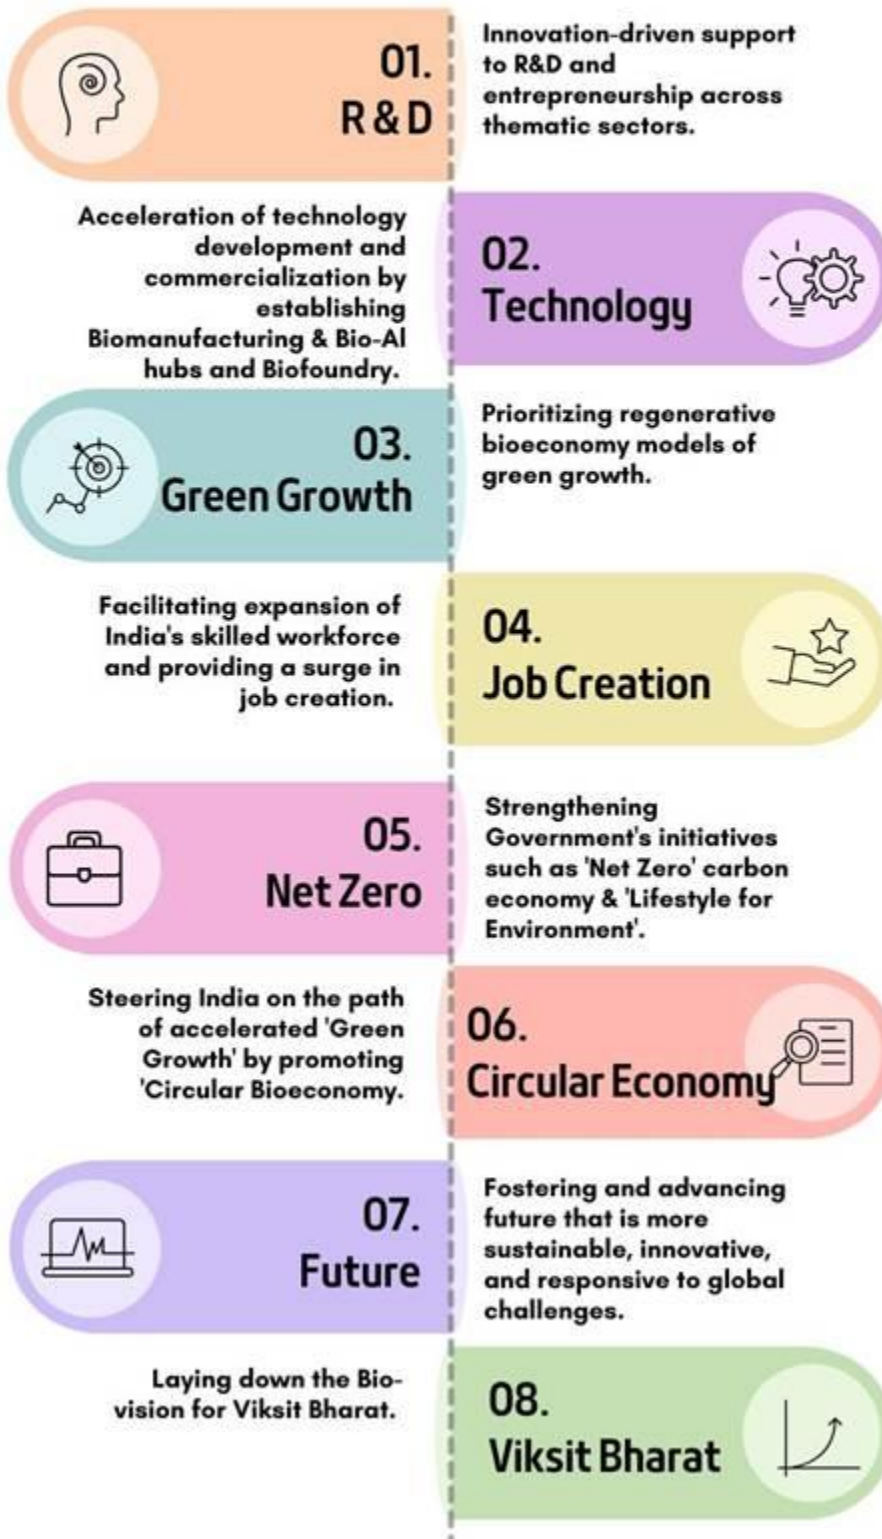 01.
R & D
Innovation-driven support
to R&D and
entrepreneurship across
thematic sectors.
02.
Technology
Acceleration of technology
development and
commercialization by
establishing
Biomanufacturing & Bio-AI
hubs and Biofoundry.
03.
Green Growth
Prioritizing regenerative
bioeconomy models of
green growth.
04.
Job Creation
Facilitating expansion of
India's skilled workforce
and providing a surge in
job creation.
05.
Net Zero
Strengthening
Government's initiatives
such as 'Net Zero' carbon
economy & 'Lifestyle for
Environment'.
06.
Circular Economy
Steering India on the path
of accelerated 'Green
Growth' by promoting
'Circular Bioeconomy.
07.
Future
Fostering and advancing
future that is more
sustainable, innovative,
and responsive to global
challenges.
08.
Viksit Bharat
Laying down the Bio-
vision for Viksit Bharat.